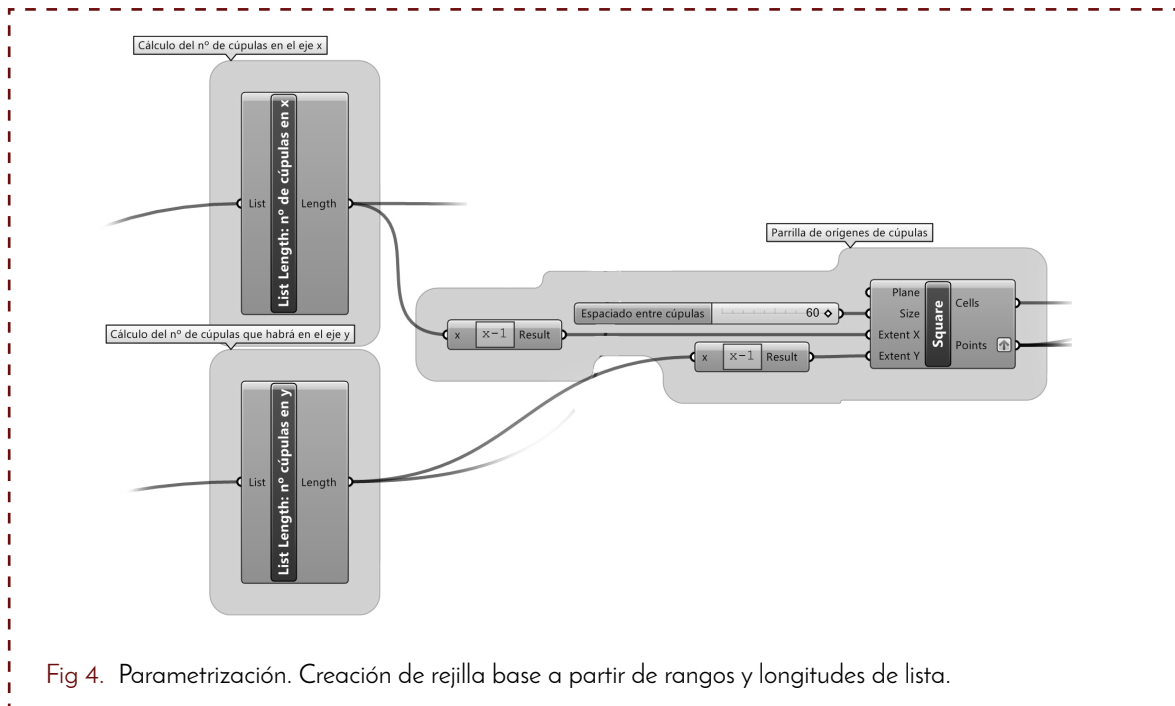 Cálculo del nº de cúpulas en el eje x
List
List Length: nº de cúpulas en x
Length
Cálculo del nº de cúpulas que habrá en el eje y
List
List Length: nº cúpulas en y
Length
x
x-1
Result
Parrilla de orígenes de cúpulas
Espaciado entre cúpulas
60
x
x-1
Result
Plane
Size
Extent X
Extent Y
Square
Cells
Points
Fig 4. Parametrización. Creación de rejilla base a partir de rangos y longitudes de lista.